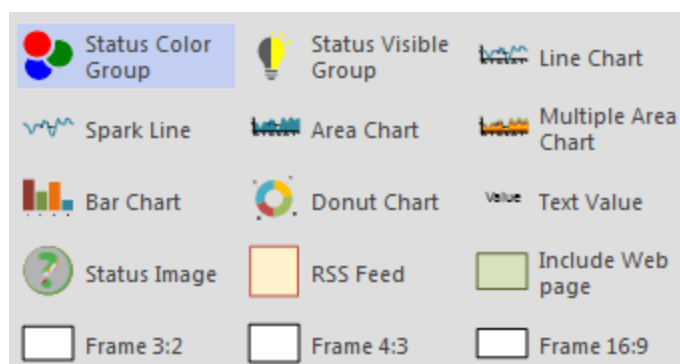 Status Color
Group
Status Visible
Group
Line Chart
Spark Line
Area Chart
Multiple Area
Chart
Bar Chart
Donut Chart
Value
Text Value
Status Image
RSS Feed
Include Web
page
Frame 3:2
Frame 4:3
Frame 16:9